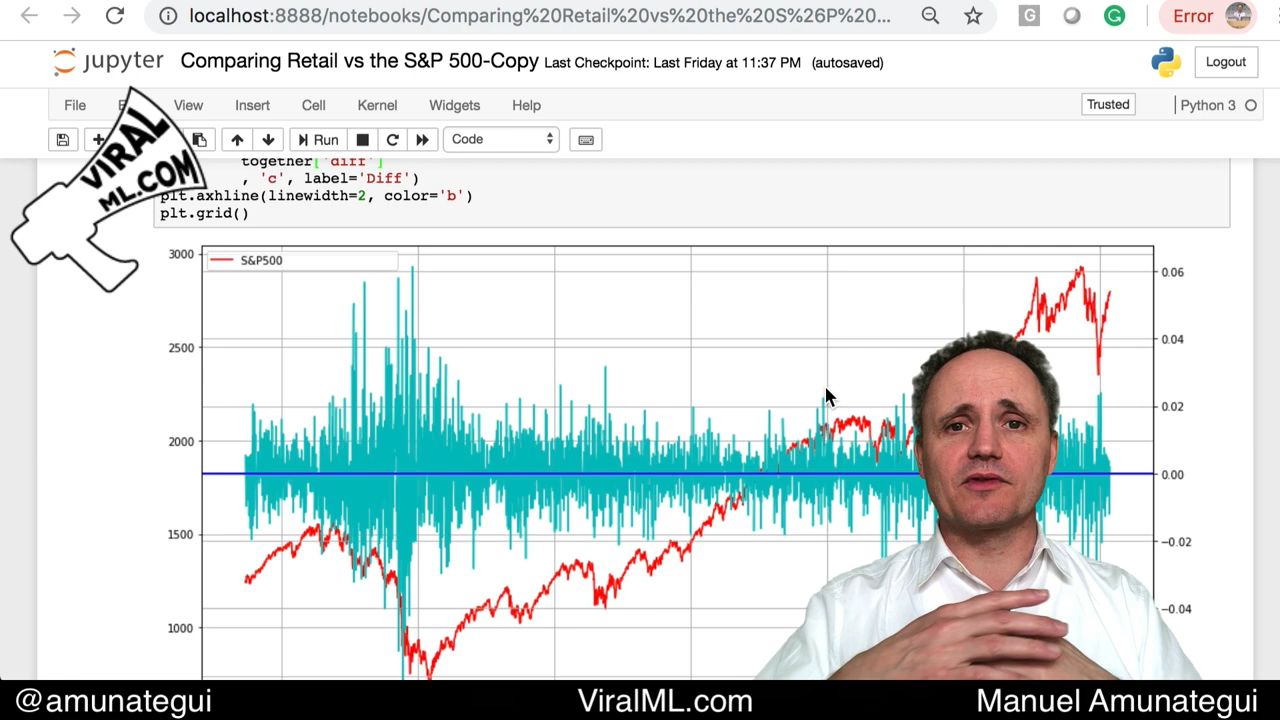 localhost:8888/notebooks/Comparing%20Retail%20vs%20the%20S%26P%20...
G
G
Error
jupyter
Comparing Retail vs the S&P 500-Copy Last Checkpoint: Last Friday at 11:37 PM (autosaved)
Logout
File
View
Insert
Cell
Kernel
Widgets
Help
Trusted
Python 3
Run
Code
VIRAL
ML.COM
together['diff']
, 'c', label='Diff')
plt.axhline(linewidth=2, color='b')
plt.grid()
S&P500
3000
2500
2000
1500
1000
0.06
0.04
0.02
0.00
−0.02
−0.04
@amunategui
ViralML.com
Manuel Amunategui